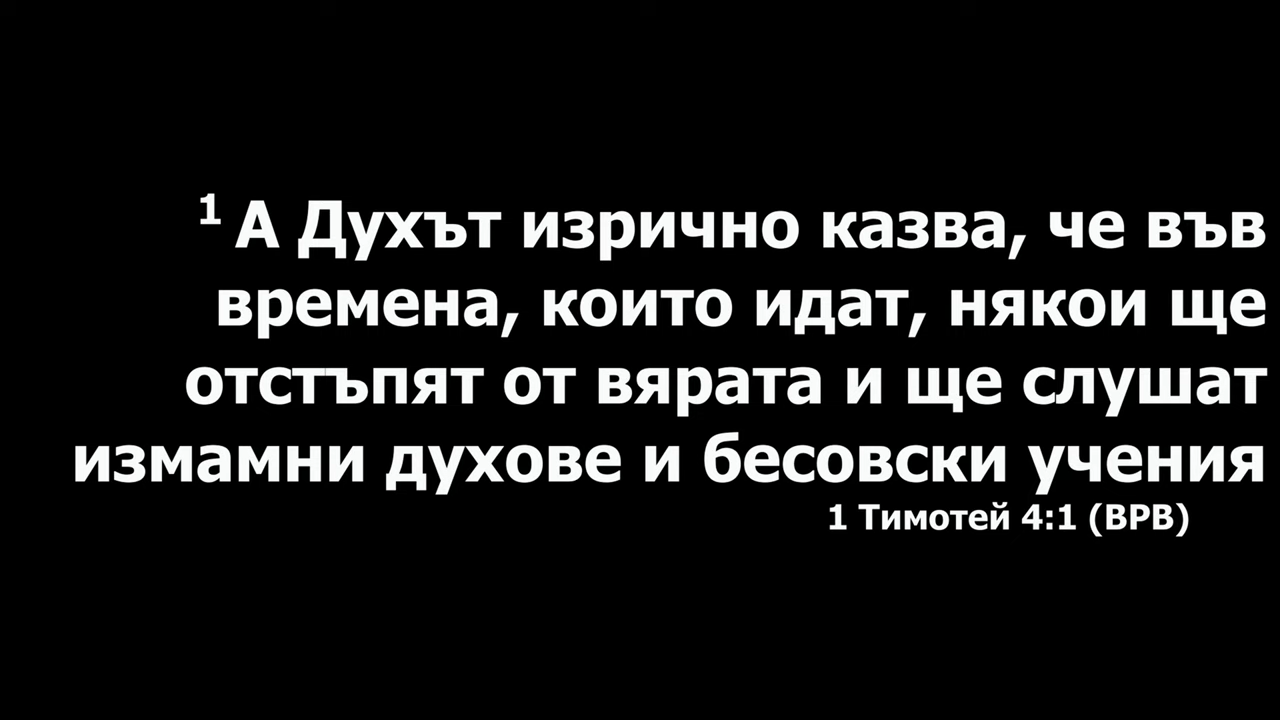 1 А Духът изрично казва, че във
времена, които идат, някои ще
отстъпят от вярата и ще слушат
измамни духове и бесовски учения
1 Тимотей 4:1 (ВРВ)